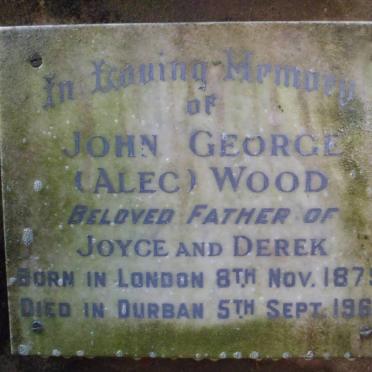 In Loving Memory
of
JOHN GEORGE
(ALEC) WOOD
BELOVED FATHER OF
JOYCE AND DEREK
BORN IN LONDON 8TH NOV. 187
DIED IN DURBAN 5TH SEPT. 196